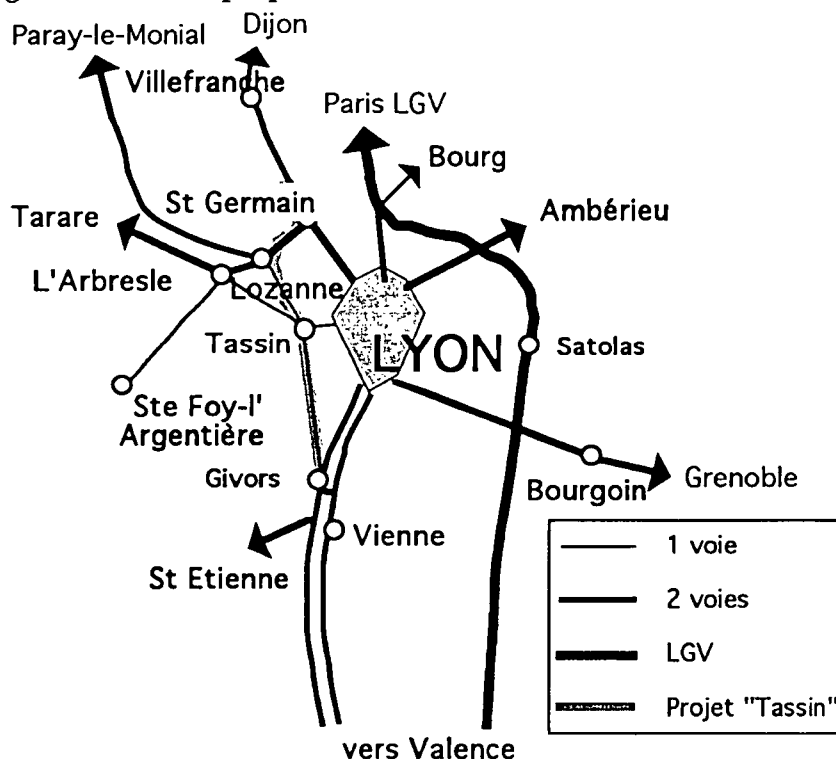 Dijon
Paray-le-Monial
Villefranche
Paris LGV
Bourg
St Germain
Tarare
Ambérieu
L'Arbresle
Lozanne
Tassin
LYON
Satolas
Ste Foy-l'
Argentière
Givors
Bourgoin
Grenoble
Vienne
St Etienne
1 voie
2 voies
LGV
Projet "Tassin"
vers Valence